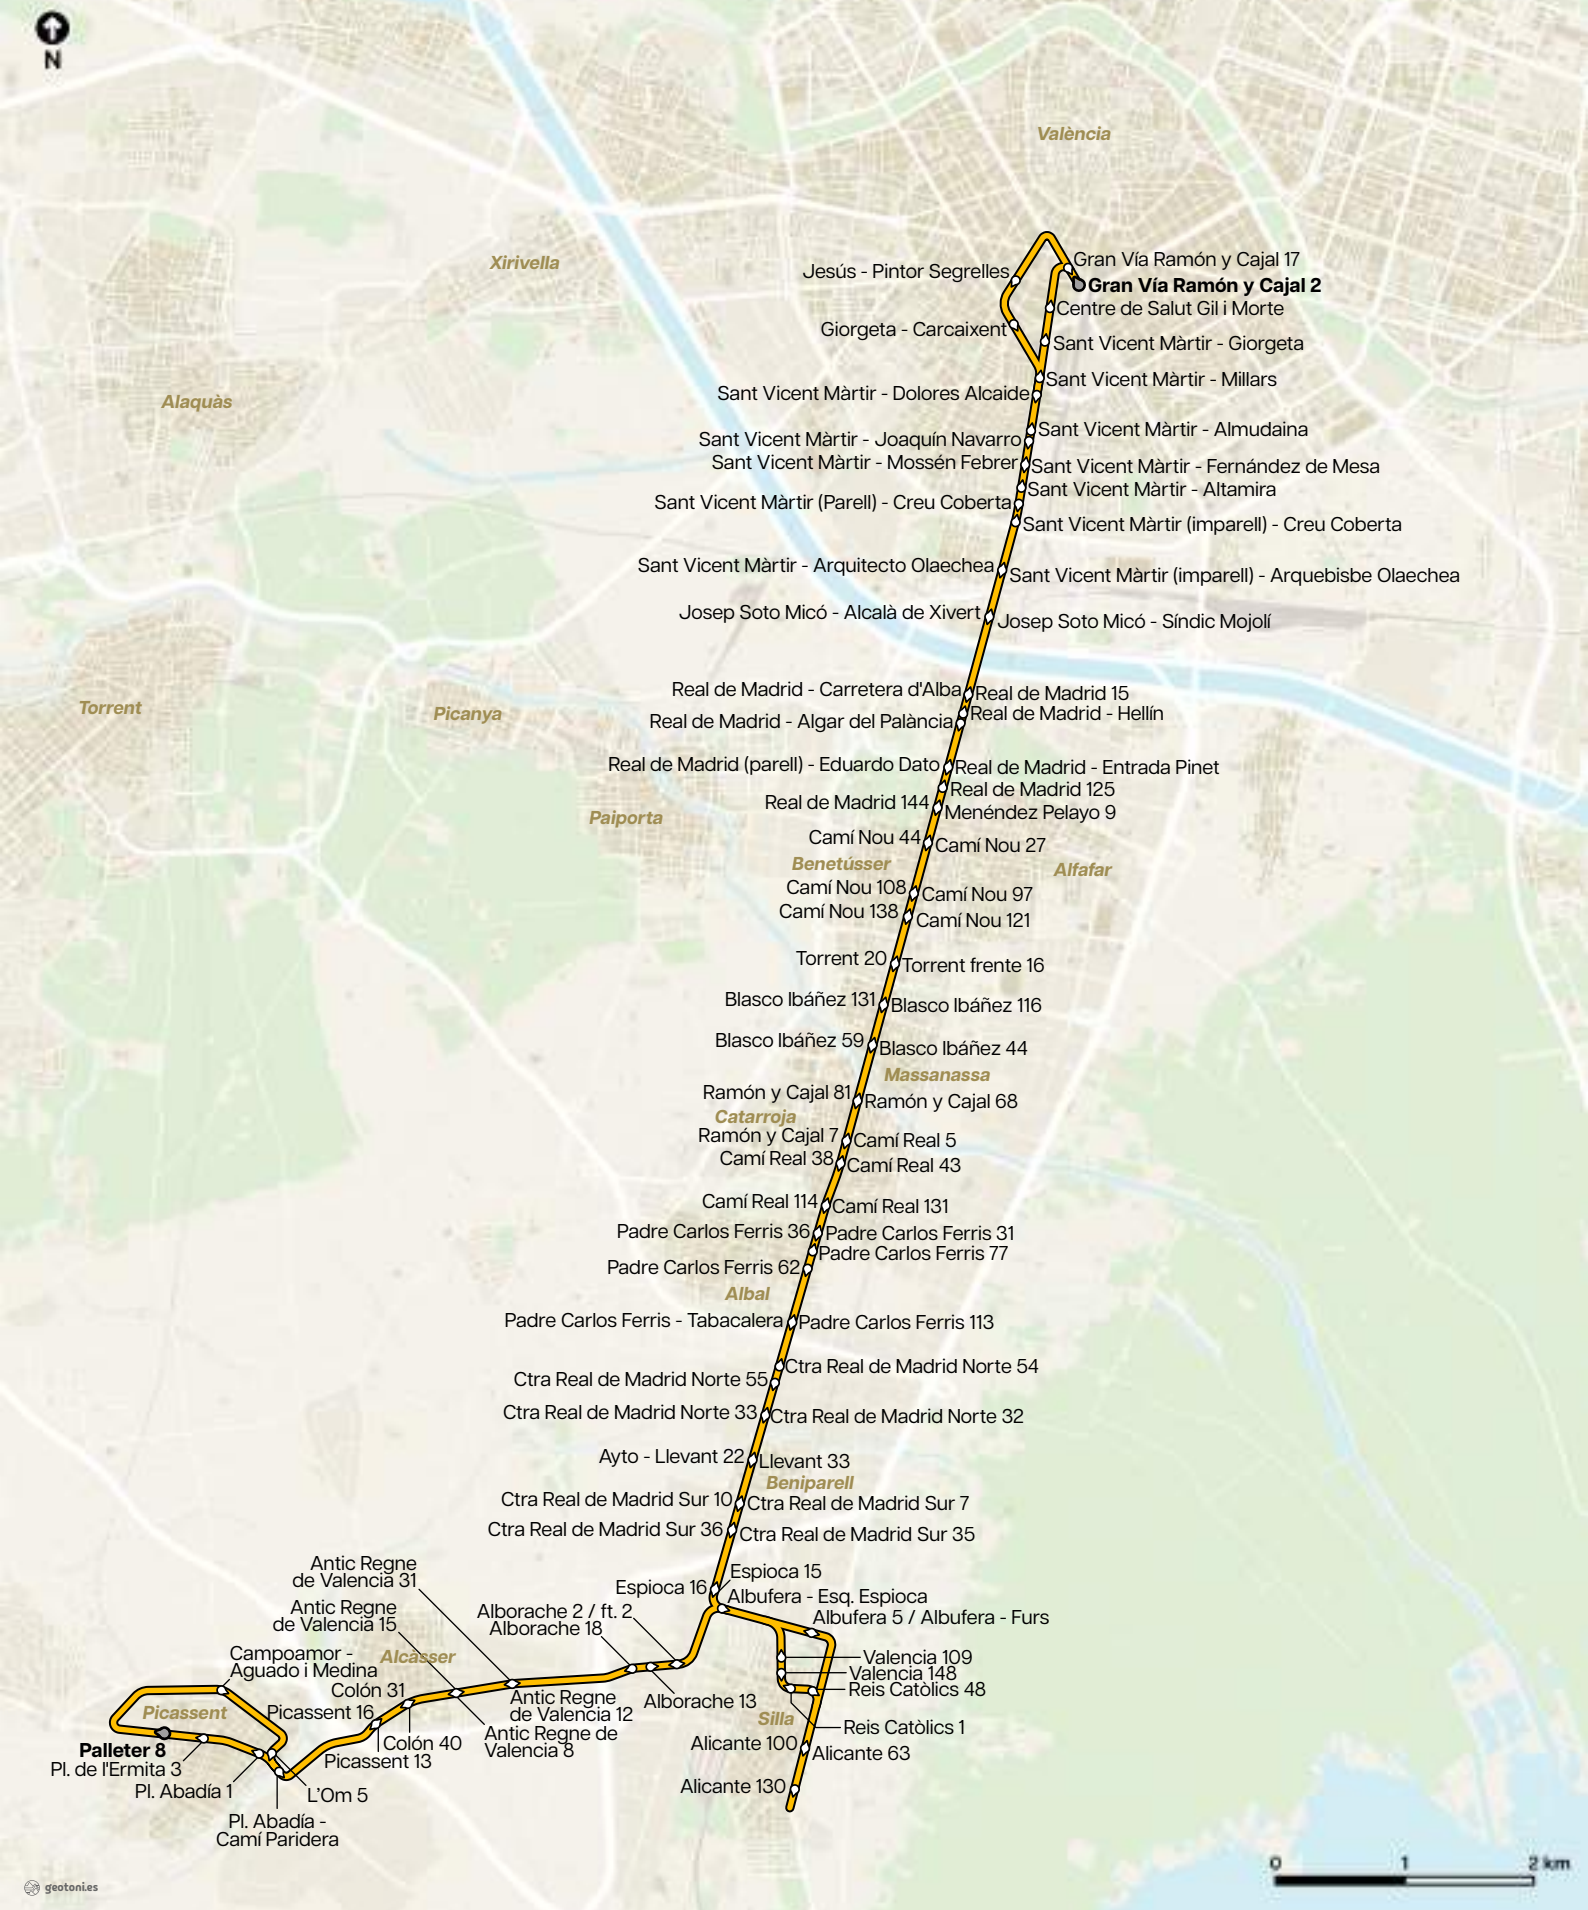 N
València
Xirivella
Gran Vía Ramón y Cajal 17
Jesús - Pintor Segrelles
Gran Vía Ramón y Cajal 2
Centre de Salut Gil i Morte
Giorgeta - Carcaixent
Sant Vicent Màrtir - Giorgeta
Sant Vicent Màrtir - Millars
Sant Vicent Màrtir - Dolores Alcaide
Alaquàs
Sant Vicent Màrtir - Almudaina
Sant Vicent Màrtir - Joaquín Navarro
Sant Vicent Màrtir - Mossén Febrer
Sant Vicent Màrtir - Fernández de Mesa
Sant Vicent Màrtir - Altamira
Sant Vicent Màrtir (Parell) - Creu Coberta
Sant Vicent Màrtir (imparell) - Creu Coberta
Sant Vicent Màrtir - Arquitecto Olaechea
Sant Vicent Màrtir (imparell) - Arquebisbe Olaechea
Josep Soto Micó - Alcalà de Xivert
Josep Soto Micó - Síndic Mojolí
Real de Madrid - Carretera d'Alba
Real de Madrid 15
Torrent
Picanya
Real de Madrid - Hellín
Real de Madrid - Algar del Palància
Real de Madrid (parell) - Eduardo Dato
Real de Madrid - Entrada Pinet
Real de Madrid 125
Real de Madrid 144
Menéndez Pelayo 9
Paiporta
Camí Nou 44
Camí Nou 27
Benetússer
Alfafar
Camí Nou 108
Camí Nou 97
Camí Nou 138
Camí Nou 121
Torrent 20
Torrent frente 16
Blasco Ibáñez 131
Blasco Ibáñez 116
Blasco Ibáñez 59
Blasco Ibáñez 44
Massanassa
Ramón y Cajal 81
Ramón y Cajal 68
Catarroja
Ramón y Cajal 7
Camí Real 5
Camí Real 38
Camí Real 43
Camí Real 114
Camí Real 131
Padre Carlos Ferris 36
Padre Carlos Ferris 31
Padre Carlos Ferris 77
Padre Carlos Ferris 62
Albal
Padre Carlos Ferris - Tabacalera
Padre Carlos Ferris 113
Ctra Real de Madrid Norte 54
Ctra Real de Madrid Norte 55
Ctra Real de Madrid Norte 33
Ctra Real de Madrid Norte 32
Ayto - Llevant 22
Llevant 33
Beniparell
Ctra Real de Madrid Sur 10
Ctra Real de Madrid Sur 7
Ctra Real de Madrid Sur 36
Ctra Real de Madrid Sur 35
Espioca 15
Espioca 16
Albufera - Esq. Espioca
Albufera 5 / Albufera - Furs
Antic Regne
de Valencia 31
Antic Regne
de Valencia 15
Alborache 2 / ft. 2
Alborache 18
Alcàsser
Campoamor -
Aguado i Medina
Colón 31
Picassent 16
Picassent
Valencia 109
Valencia 148
Reis Catòlics 48
Antic Regne
de Valencia 12
Alborache 13
Silla
Reis Catòlics 1
Antic Regne de
Valencia 8
Colón 40
Picassent 13
Palleter 8
Pl. de l'Ermita 3
Pl. Abadía 1
L'Om 5
Pl. Abadía -
Camí Paridera
Alicante 100
Alicante 63
Alicante 130
0 1 2 km
geotoni.es